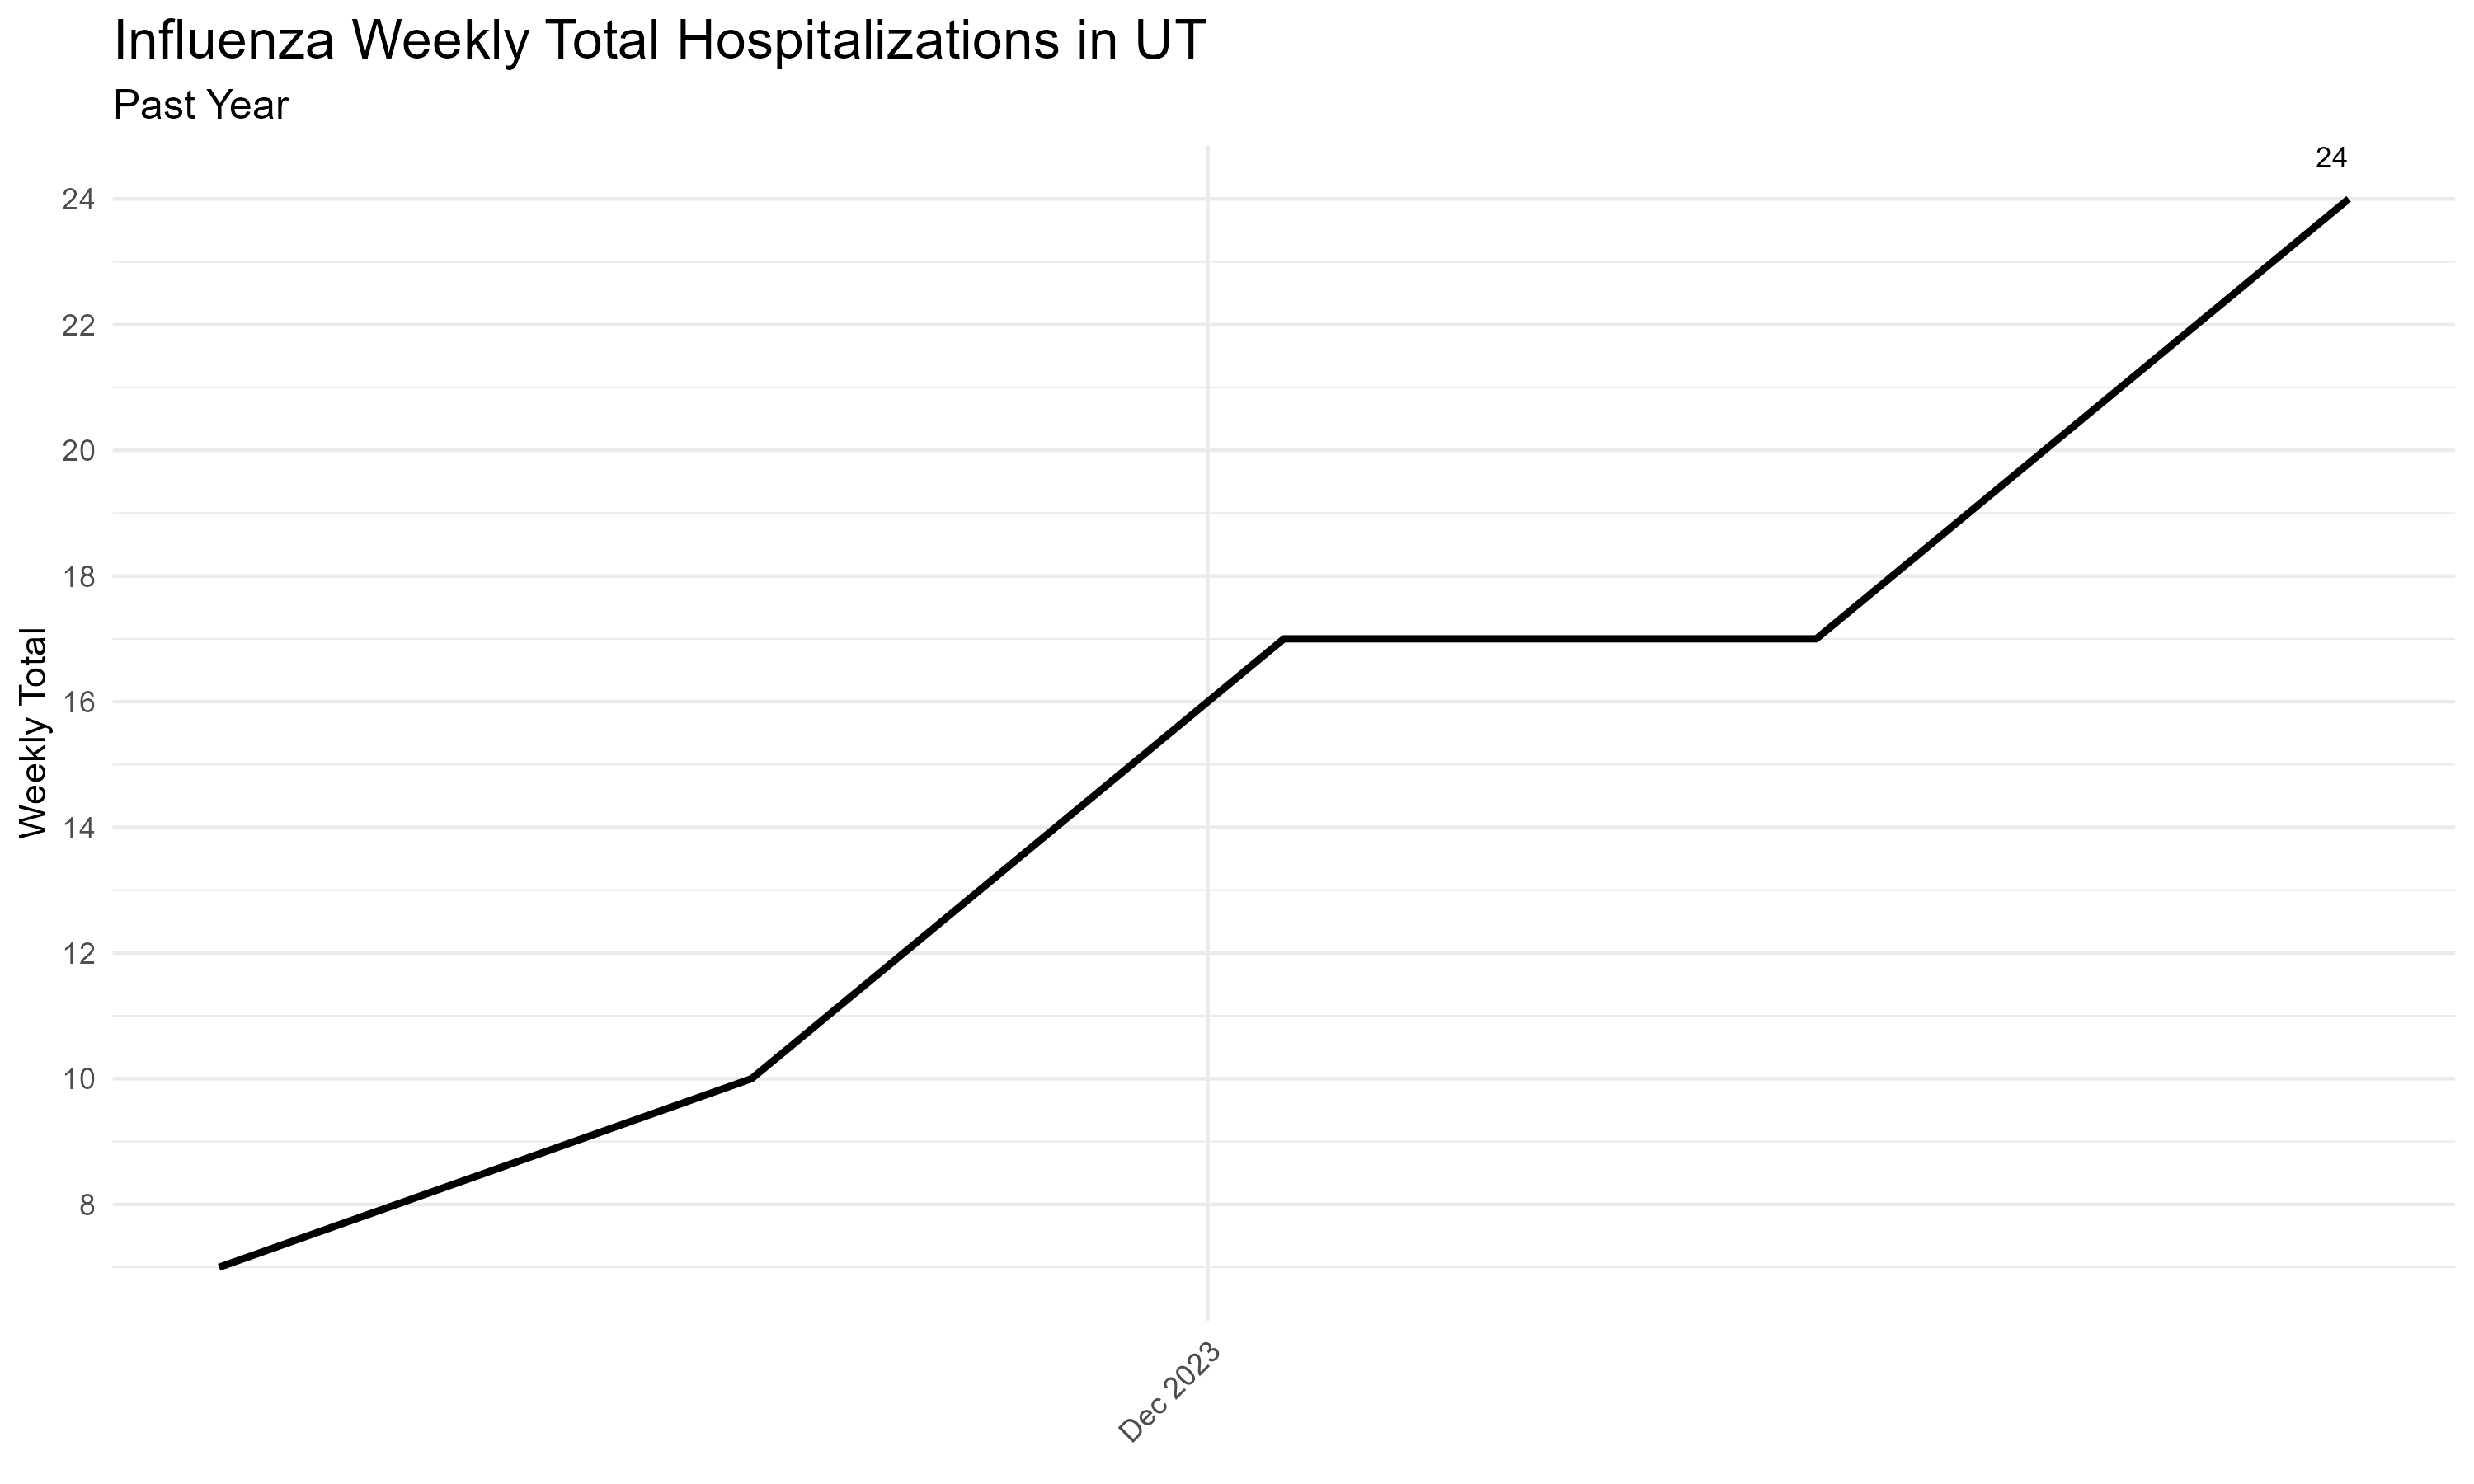 Influenza Weekly Total Hospitalizations in UT
Past Year
24
24
22
20
18
16
14
12
10
8
Weekly Total
Dec 2023